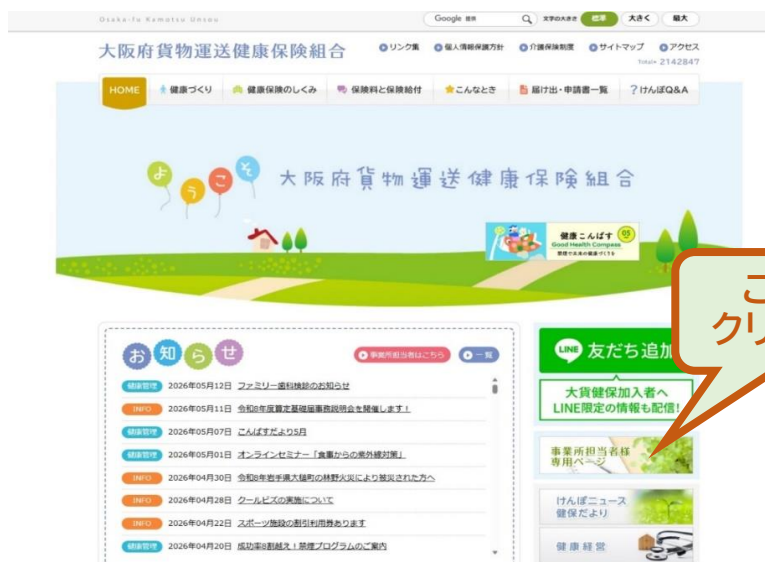 Osaka-fu Kamotsu Unsou
Google 提供
文字の大きさ 標準 大きく 最大
大阪府貨物運送健康保険組合
リンク集 個人情報保護方針 介護保険制度 サイトマップ アクセス
Total= 2142847
HOME 健康づくり 健康保険のしくみ 保険料と保険給付 こんなとき 届け出・申請書一覧 ?けんぽQ&A
ようこそ 大阪府貨物運送健康保険組合
健康こんぱす
Good Health Compass
お知らせ 事業所担当者はこちら 一覧
健康管理 2026年05月12日 ファミリー歯科検診のお知らせ
INFO 2026年05月11日 令和8年度算定基礎届事務説明会を開催します！
健康管理 2026年05月07日 こんぱすだより5月
健康管理 2026年05月01日 オンラインセミナー「食事からの紫外線対策」
INFO 2026年04月30日 令和8年岩手県大槌町の林野火災により被災された方へ
INFO 2026年04月28日 クールビズの実施について
INFO 2026年04月22日 スポーツ施設の割引利用券あります
健康管理 2026年04月20日 成功率8割越え！禁煙プログラムのご案内
こ
クリ
LINE 友だち追加
大貨健保加入者へ
LINE限定の情報も配信!
事業所担当者様
専用ページ
けんぽニュース
健保だより
健康経営